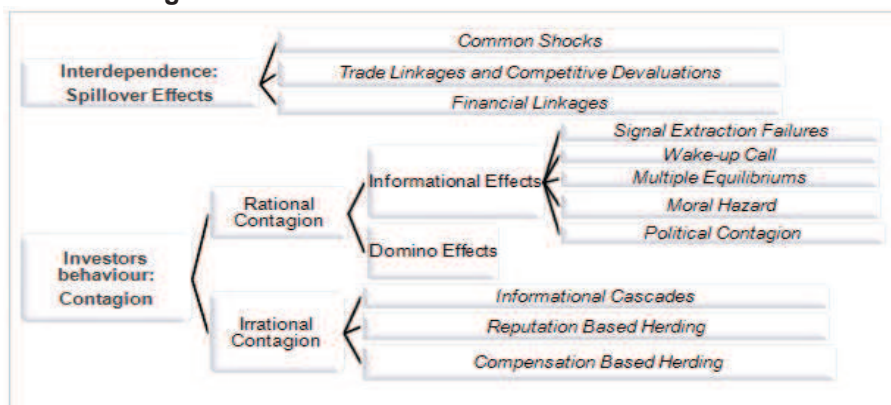 Common Shocks
Interdependence:
Spillover Effects
Trade Linkages and Competitive Devaluations
Financial Linkages
Signal Extraction Failures
Wake-up Call
Informational Effects
Multiple Equilibriums
Rational
Contagion
Moral Hazard
Political Contagion
Domino Effects
Investors
behaviour:
Contagion
Irrational
Contagion
Informational Cascades
Reputation Based Herding
Compensation Based Herding